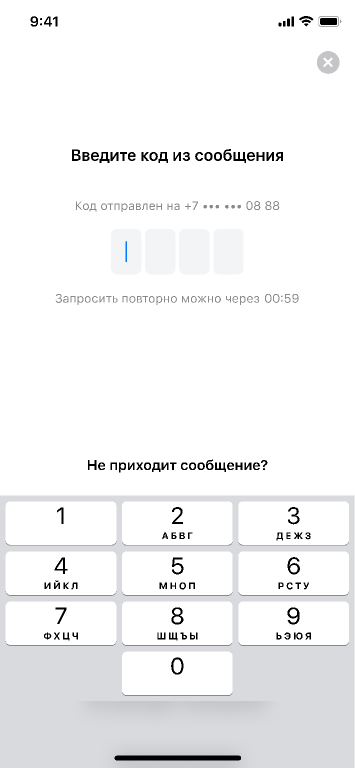 9:41
Введите код из сообщения
Код отправлен на +7 ••• ••• 08 88
Запросить повторно можно через 00:59
Не приходит сообщение?
1 2 3
АБВГ ДЕЖЗ
4 5 6
ИЙКЛ МНОП РСТУ
7 8 9
ФХЦЧ ШЩЪЫ ЬЭЮЯ
0